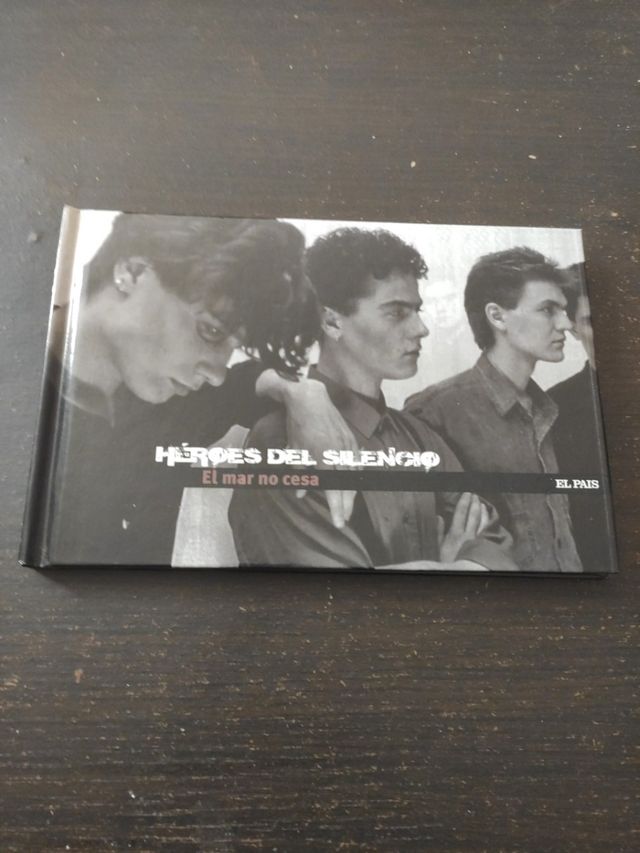 HÉROES DEL SILENCIO
El mar no cesa
EL PAIS